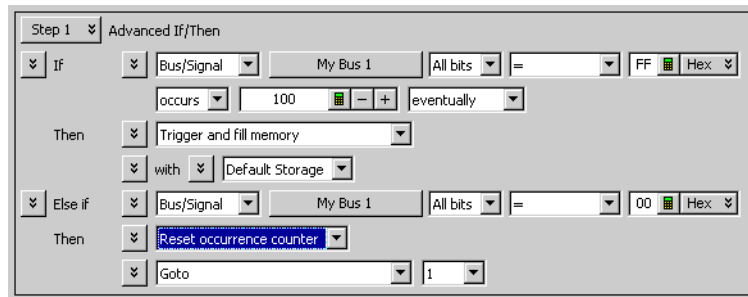 Step 1 Advanced If/Then
If Bus/Signal My Bus 1 All bits = FF Hex
occurs 100 - + eventually
Then Trigger and fill memory
with Default Storage
Else if Bus/Signal My Bus 1 All bits = 00 Hex
Then Reset occurrence counter
Goto 1